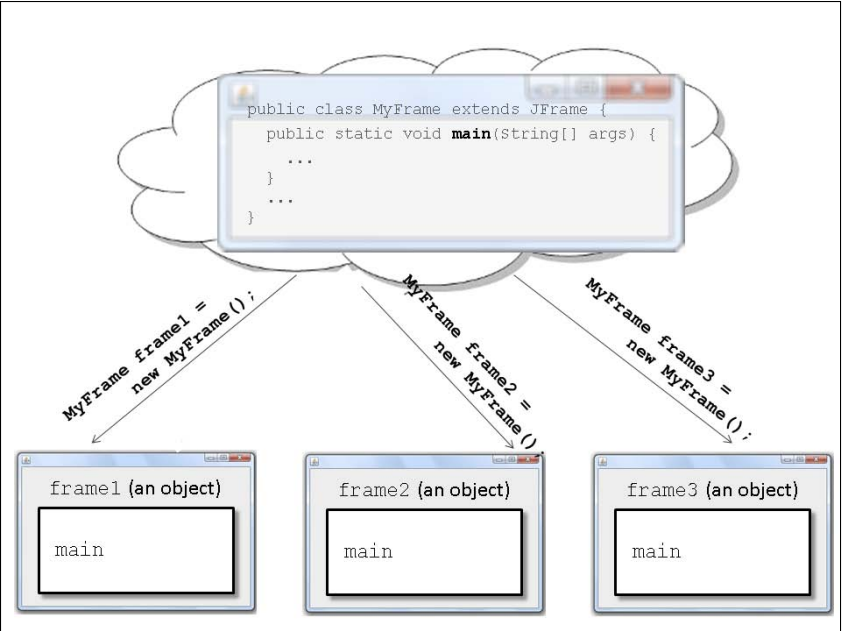 public class MyFrame extends JFrame {
public static void main(String[] args) {
...
}
...
}
MyFrame frame1 =
new MyFrame();
MyFrame frame2 =
new MyFrame();
MyFrame frame3 =
new MyFrame();
frame1 (an object)
main
frame2 (an object)
main
frame3 (an object)
main